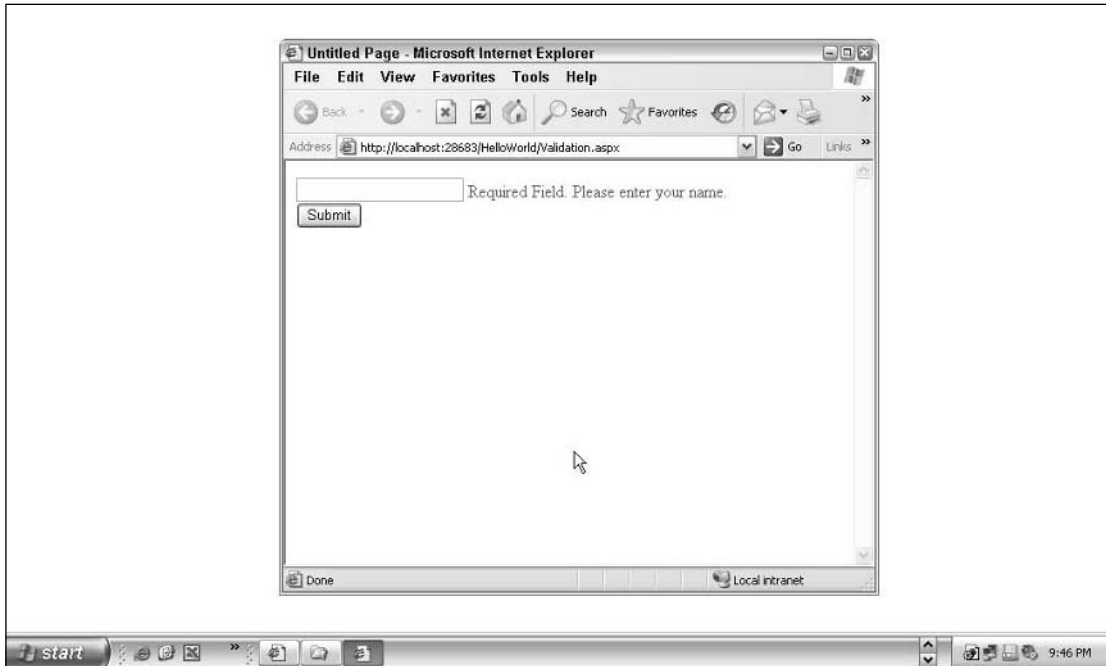 Untitled Page - Microsoft Internet Explorer
File Edit View Favorites Tools Help
Back Search Favorites »
Address http://localhost:28683/HelloWorld/Validation.aspx Go Links »
Required Field. Please enter your name.
Submit
Done Local intranet
start » 9:46 PM